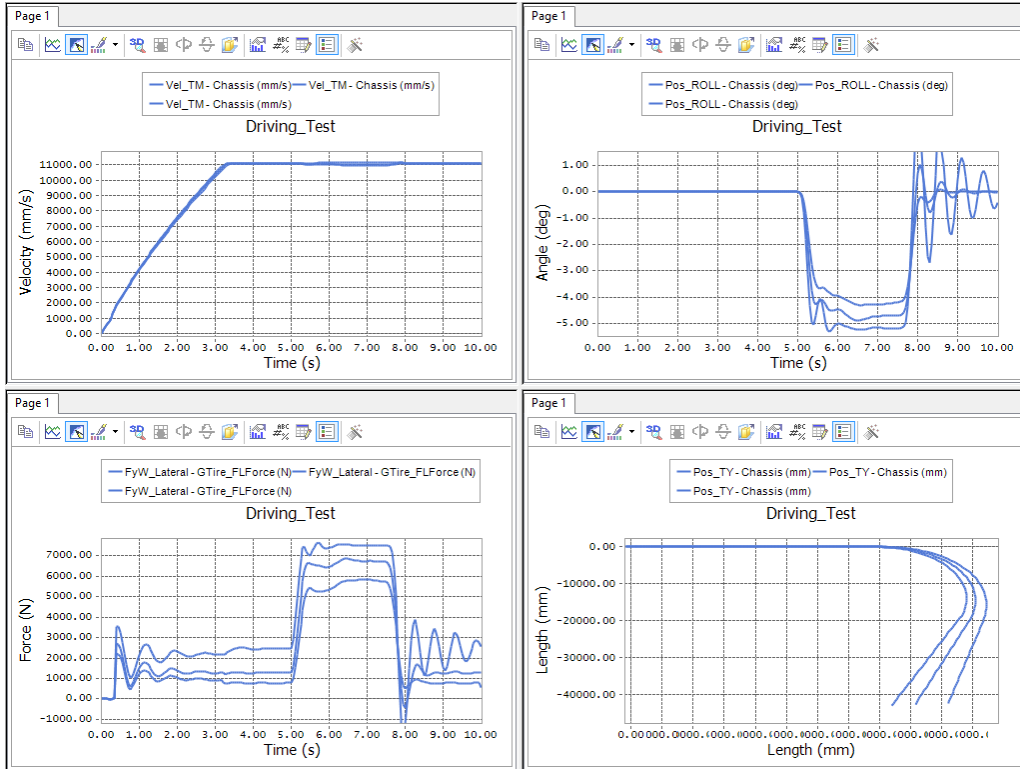 Page 1
Vel_TM - Chassis (mm/s) Vel_TM - Chassis (mm/s)
Vel_TM - Chassis (mm/s)
Driving_Test
Velocity (mm/s)
11000.00
10000.00
9000.00
8000.00
7000.00
6000.00
5000.00
4000.00
3000.00
2000.00
1000.00
0.00
0.00 1.00 2.00 3.00 4.00 5.00 6.00 7.00 8.00 9.00 10.00
Time (s)
Page 1
Pos_ROLL - Chassis (deg) Pos_ROLL - Chassis (deg)
Pos_ROLL - Chassis (deg)
Driving_Test
Angle (deg)
1.00
0.00
-1.00
-2.00
-3.00
-4.00
-5.00
0.00 1.00 2.00 3.00 4.00 5.00 6.00 7.00 8.00 9.00 10.00
Time (s)
Page 1
FyW_Lateral - GTire_FLForce (N) FyW_Lateral - GTire_FLForce (N)
FyW_Lateral - GTire_FLForce (N)
Driving_Test
Force (N)
7000.00
6000.00
5000.00
4000.00
3000.00
2000.00
1000.00
0.00
-1000.00
0.00 1.00 2.00 3.00 4.00 5.00 6.00 7.00 8.00 9.00 10.00
Time (s)
Page 1
Pos_TY - Chassis (mm) Pos_TY - Chassis (mm)
Pos_TY - Chassis (mm)
Driving_Test
Length (mm)
0.00
-10000.00
-20000.00
-30000.00
-40000.00
Length (mm)